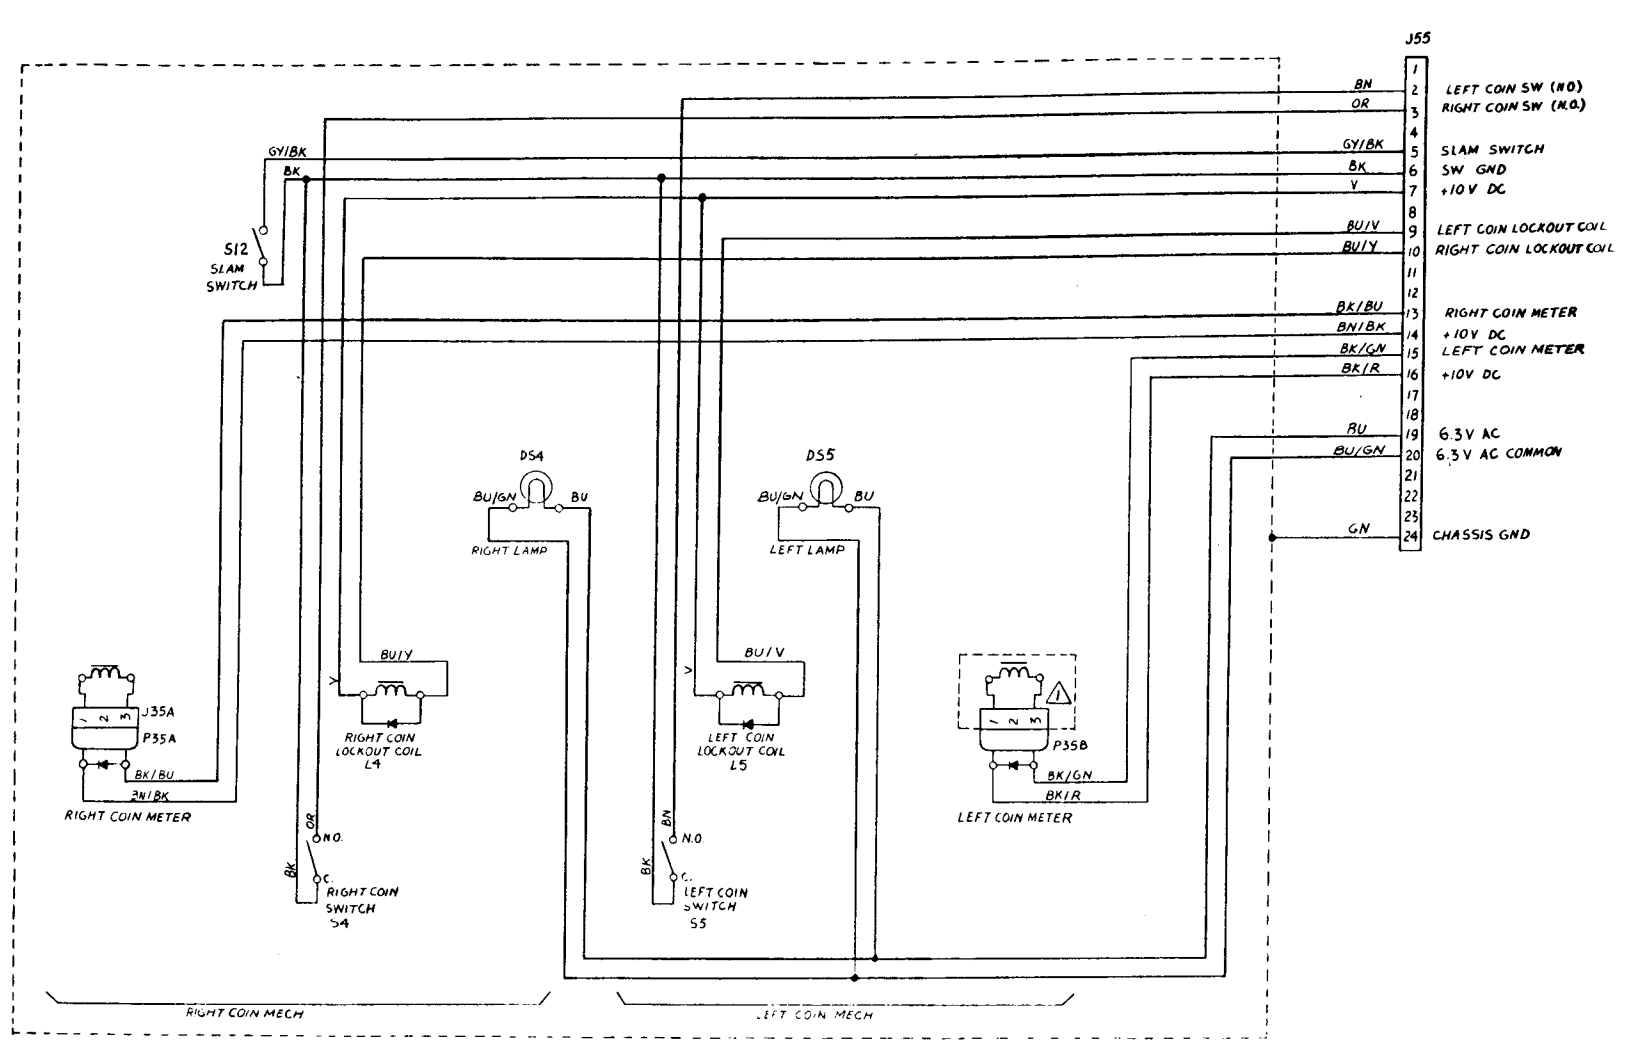 J55
1
BN 2 LEFT COIN SW (NO)
OR 3 RIGHT COIN SW (N.O.)
4
GY/BK GY/BK 5 SLAM SWITCH
BK BK 6 SW GND
V 7 +10V DC
8
BU/V 9 LEFT COIN LOCKOUT COIL
BU/Y 10 RIGHT COIN LOCKOUT COIL
S12
SLAM
SWITCH
11
12
BK/BU 13 RIGHT COIN METER
BN/BK 14 +10V DC
BK/GN 15 LEFT COIN METER
BK/R 16 +10V DC
17
18
BU 19 6.3V AC
BU/GN 20 6.3V AC COMMON
21
22
23
GN 24 CHASSIS GND
DS4
BU/GN BU
RIGHT LAMP
DS5
BU/GN BU
LEFT LAMP
1 2 3 J35A
P35A
BK/BU
BN/BK
RIGHT COIN METER
BU/Y
V
RIGHT COIN
LOCKOUT COIL
L4
BU/V
V
LEFT COIN
LOCKOUT COIL
L5
1
1 2 3
P35B
BK/GN
BK/R
LEFT COIN METER
OR N.O.
BK C.
RIGHT COIN
SWITCH
S4
BN N.O.
BK C.
LEFT COIN
SWITCH
S5
RIGHT COIN MECH
LEFT COIN MECH